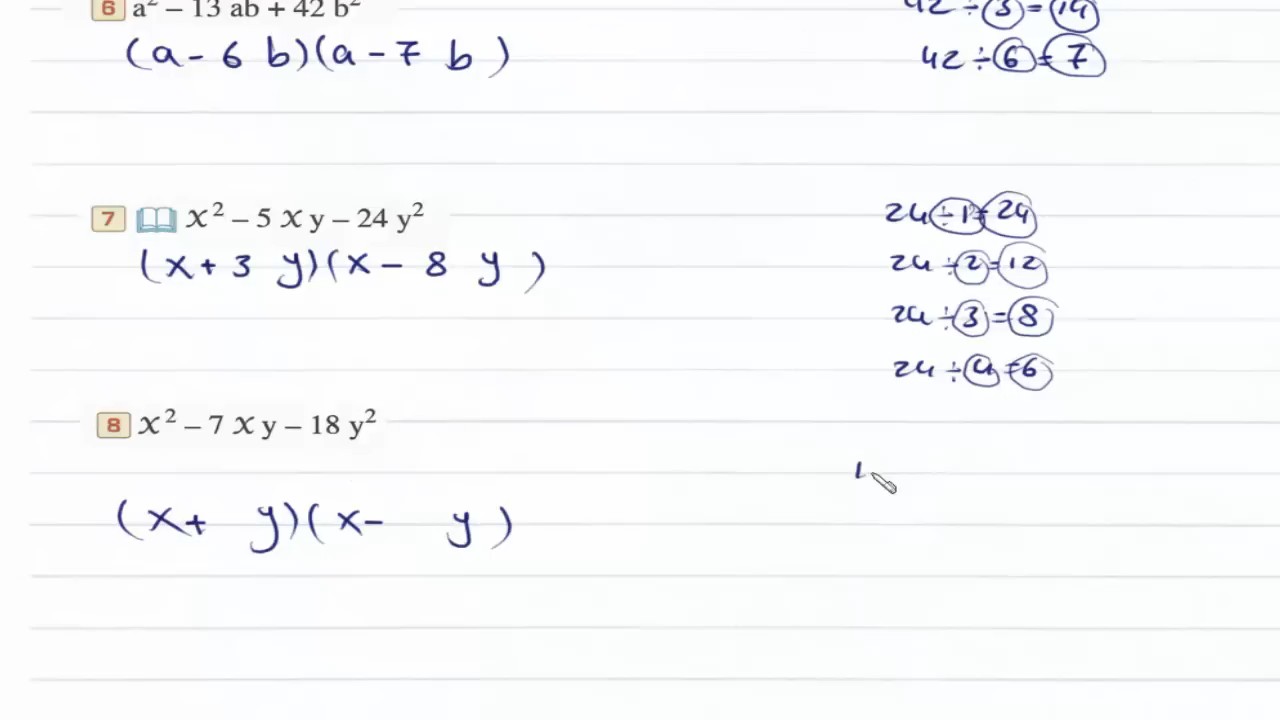 6 a² − 13 ab + 42 b²
42 ÷ 3 = 14
(a − 6 b)(a − 7 b)
42 ÷ 6 = 7
7 x² − 5 x y − 24 y²
24 ÷ 1 = 24
(x + 3 y)(x − 8 y)
24 ÷ 2 = 12
24 ÷ 3 = 8
24 ÷ 4 = 6
8 x² − 7 x y − 18 y²
(x + y)(x − y)